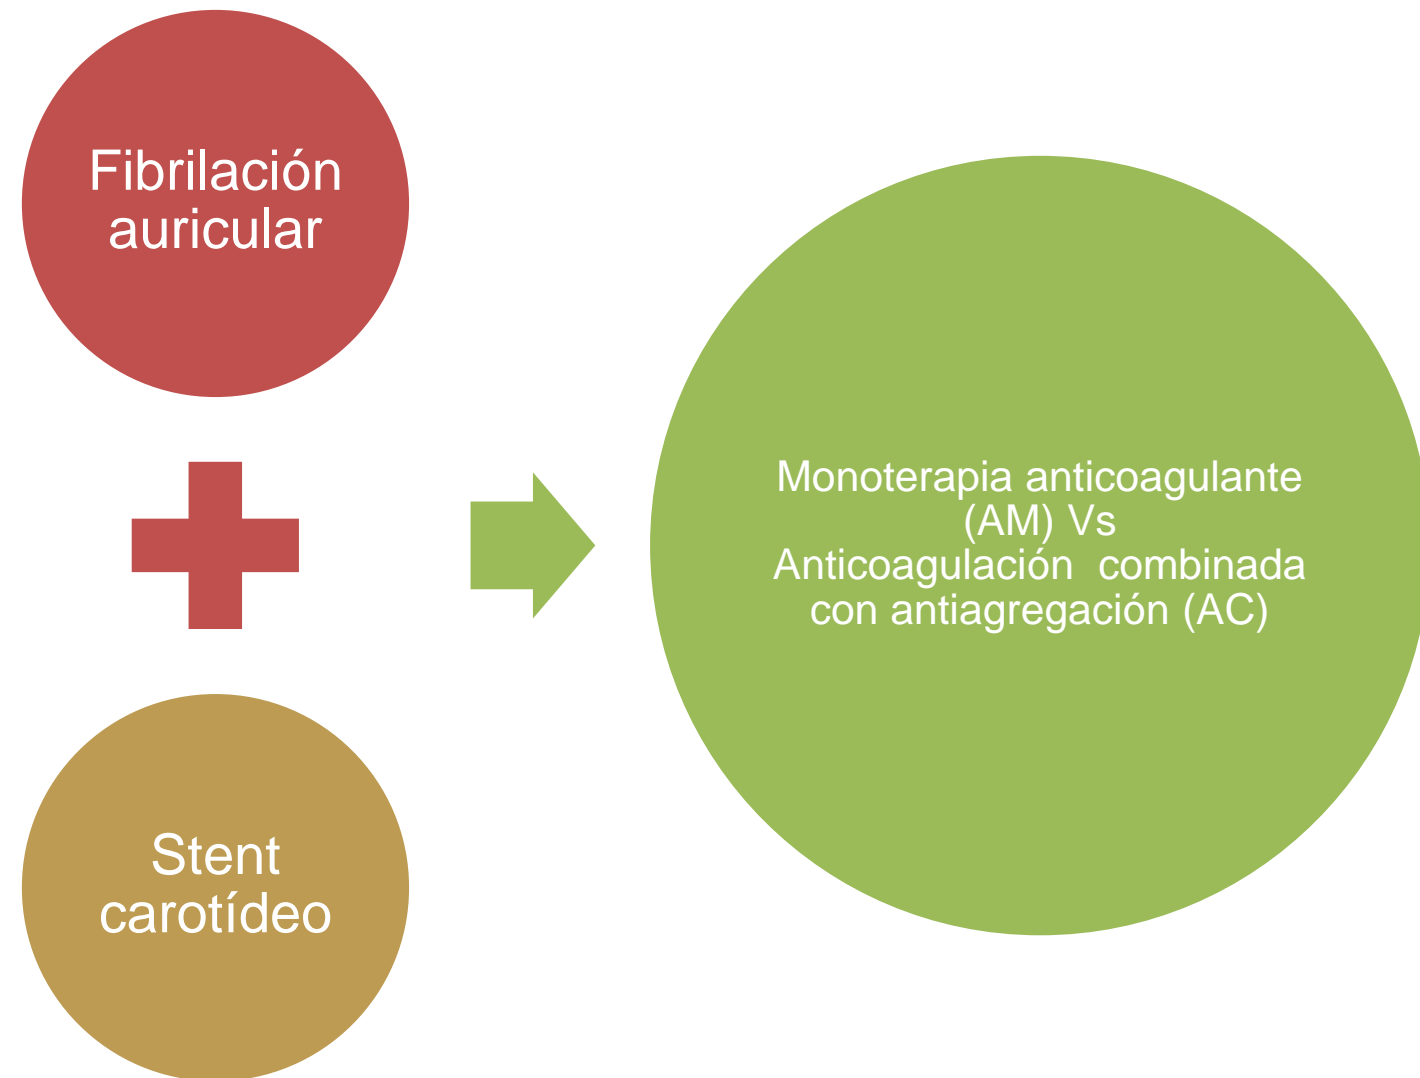 Fibrilación
auricular
Stent
carotídeo
Monoterapia anticoagulante
(AM) Vs
Anticoagulación  combinada
con antiagregación (AC)